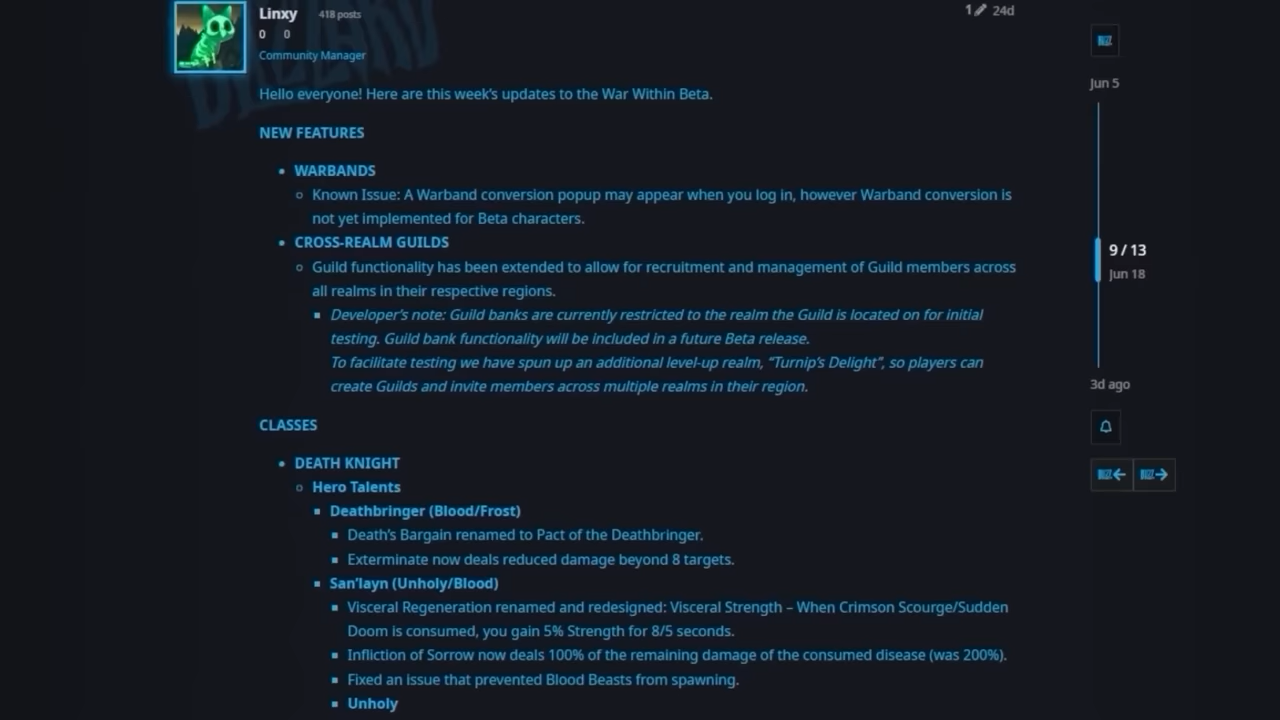 Linxy 418 posts
1 24d
0 0
Community Manager
Hello everyone! Here are this week's updates to the War Within Beta.
NEW FEATURES
WARBANDS
Known Issue: A Warband conversion popup may appear when you log in, however Warband conversion is
not yet implemented for Beta characters.
CROSS-REALM GUILDS
Guild functionality has been extended to allow for recruitment and management of Guild members across
all realms in their respective regions.
Developer's note: Guild banks are currently restricted to the realm the Guild is located on for initial
testing. Guild bank functionality will be included in a future Beta release.
To facilitate testing we have spun up an additional level-up realm, “Turnip's Delight”, so players can
create Guilds and invite members across multiple realms in their region.
CLASSES
DEATH KNIGHT
Hero Talents
Deathbringer (Blood/Frost)
Death's Bargain renamed to Pact of the Deathbringer.
Exterminate now deals reduced damage beyond 8 targets.
San'layn (Unholy/Blood)
Visceral Regeneration renamed and redesigned: Visceral Strength – When Crimson Scourge/Sudden
Doom is consumed, you gain 5% Strength for 8/5 seconds.
Infliction of Sorrow now deals 100% of the remaining damage of the consumed disease (was 200%).
Fixed an issue that prevented Blood Beasts from spawning.
Unholy
Jun 5
9 / 13
Jun 18
3d ago